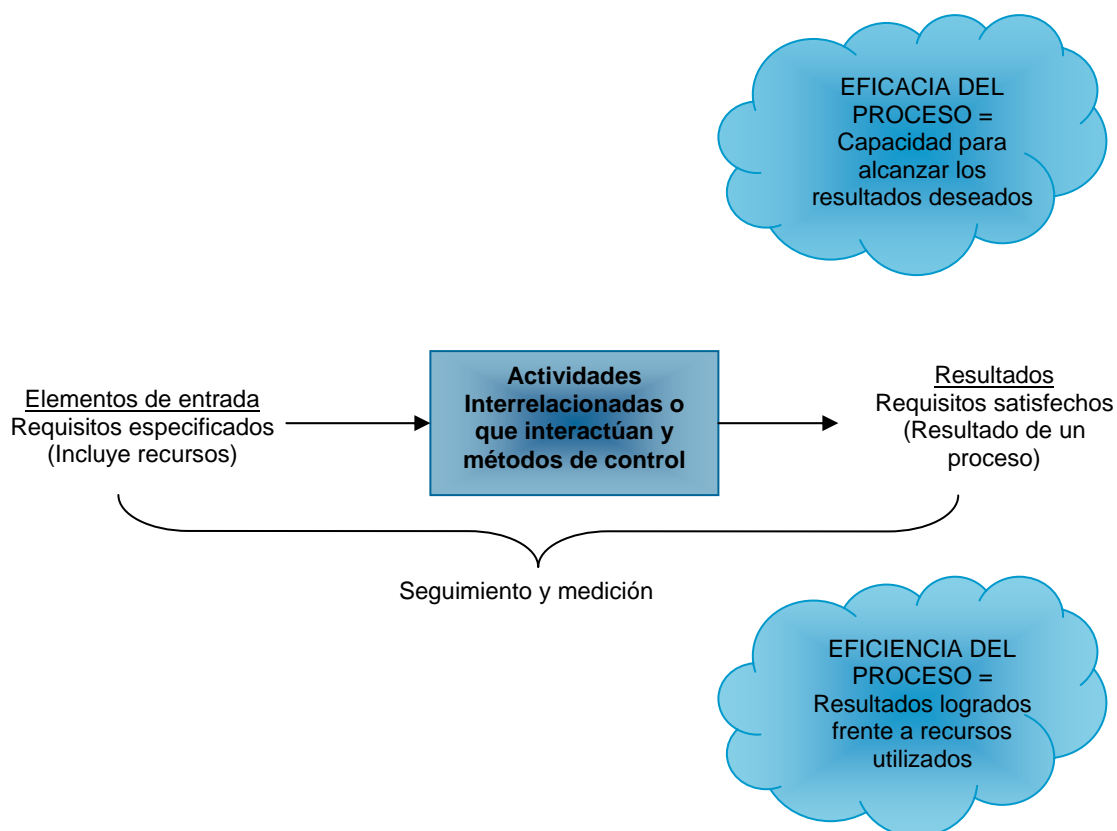 EFICACIA DEL
PROCESO =
Capacidad para
alcanzar los
resultados deseados
Elementos de entrada
Requisitos especificados
(Incluye recursos)
Actividades
Interrelacionadas o
que interactúan y
métodos de control
Resultados
Requisitos satisfechos
(Resultado de un
proceso)
Seguimiento y medición
EFICIENCIA DEL
PROCESO =
Resultados logrados
frente a recursos
utilizados